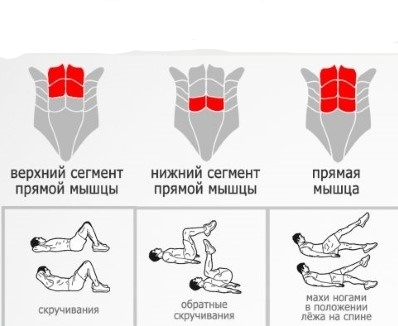 верхний сегмент
прямой мышцы
нижний сегмент
прямой мышцы
прямая
мышца
скручивания
обратные
скручивания
махи ногами
в положении
лёжа на спине